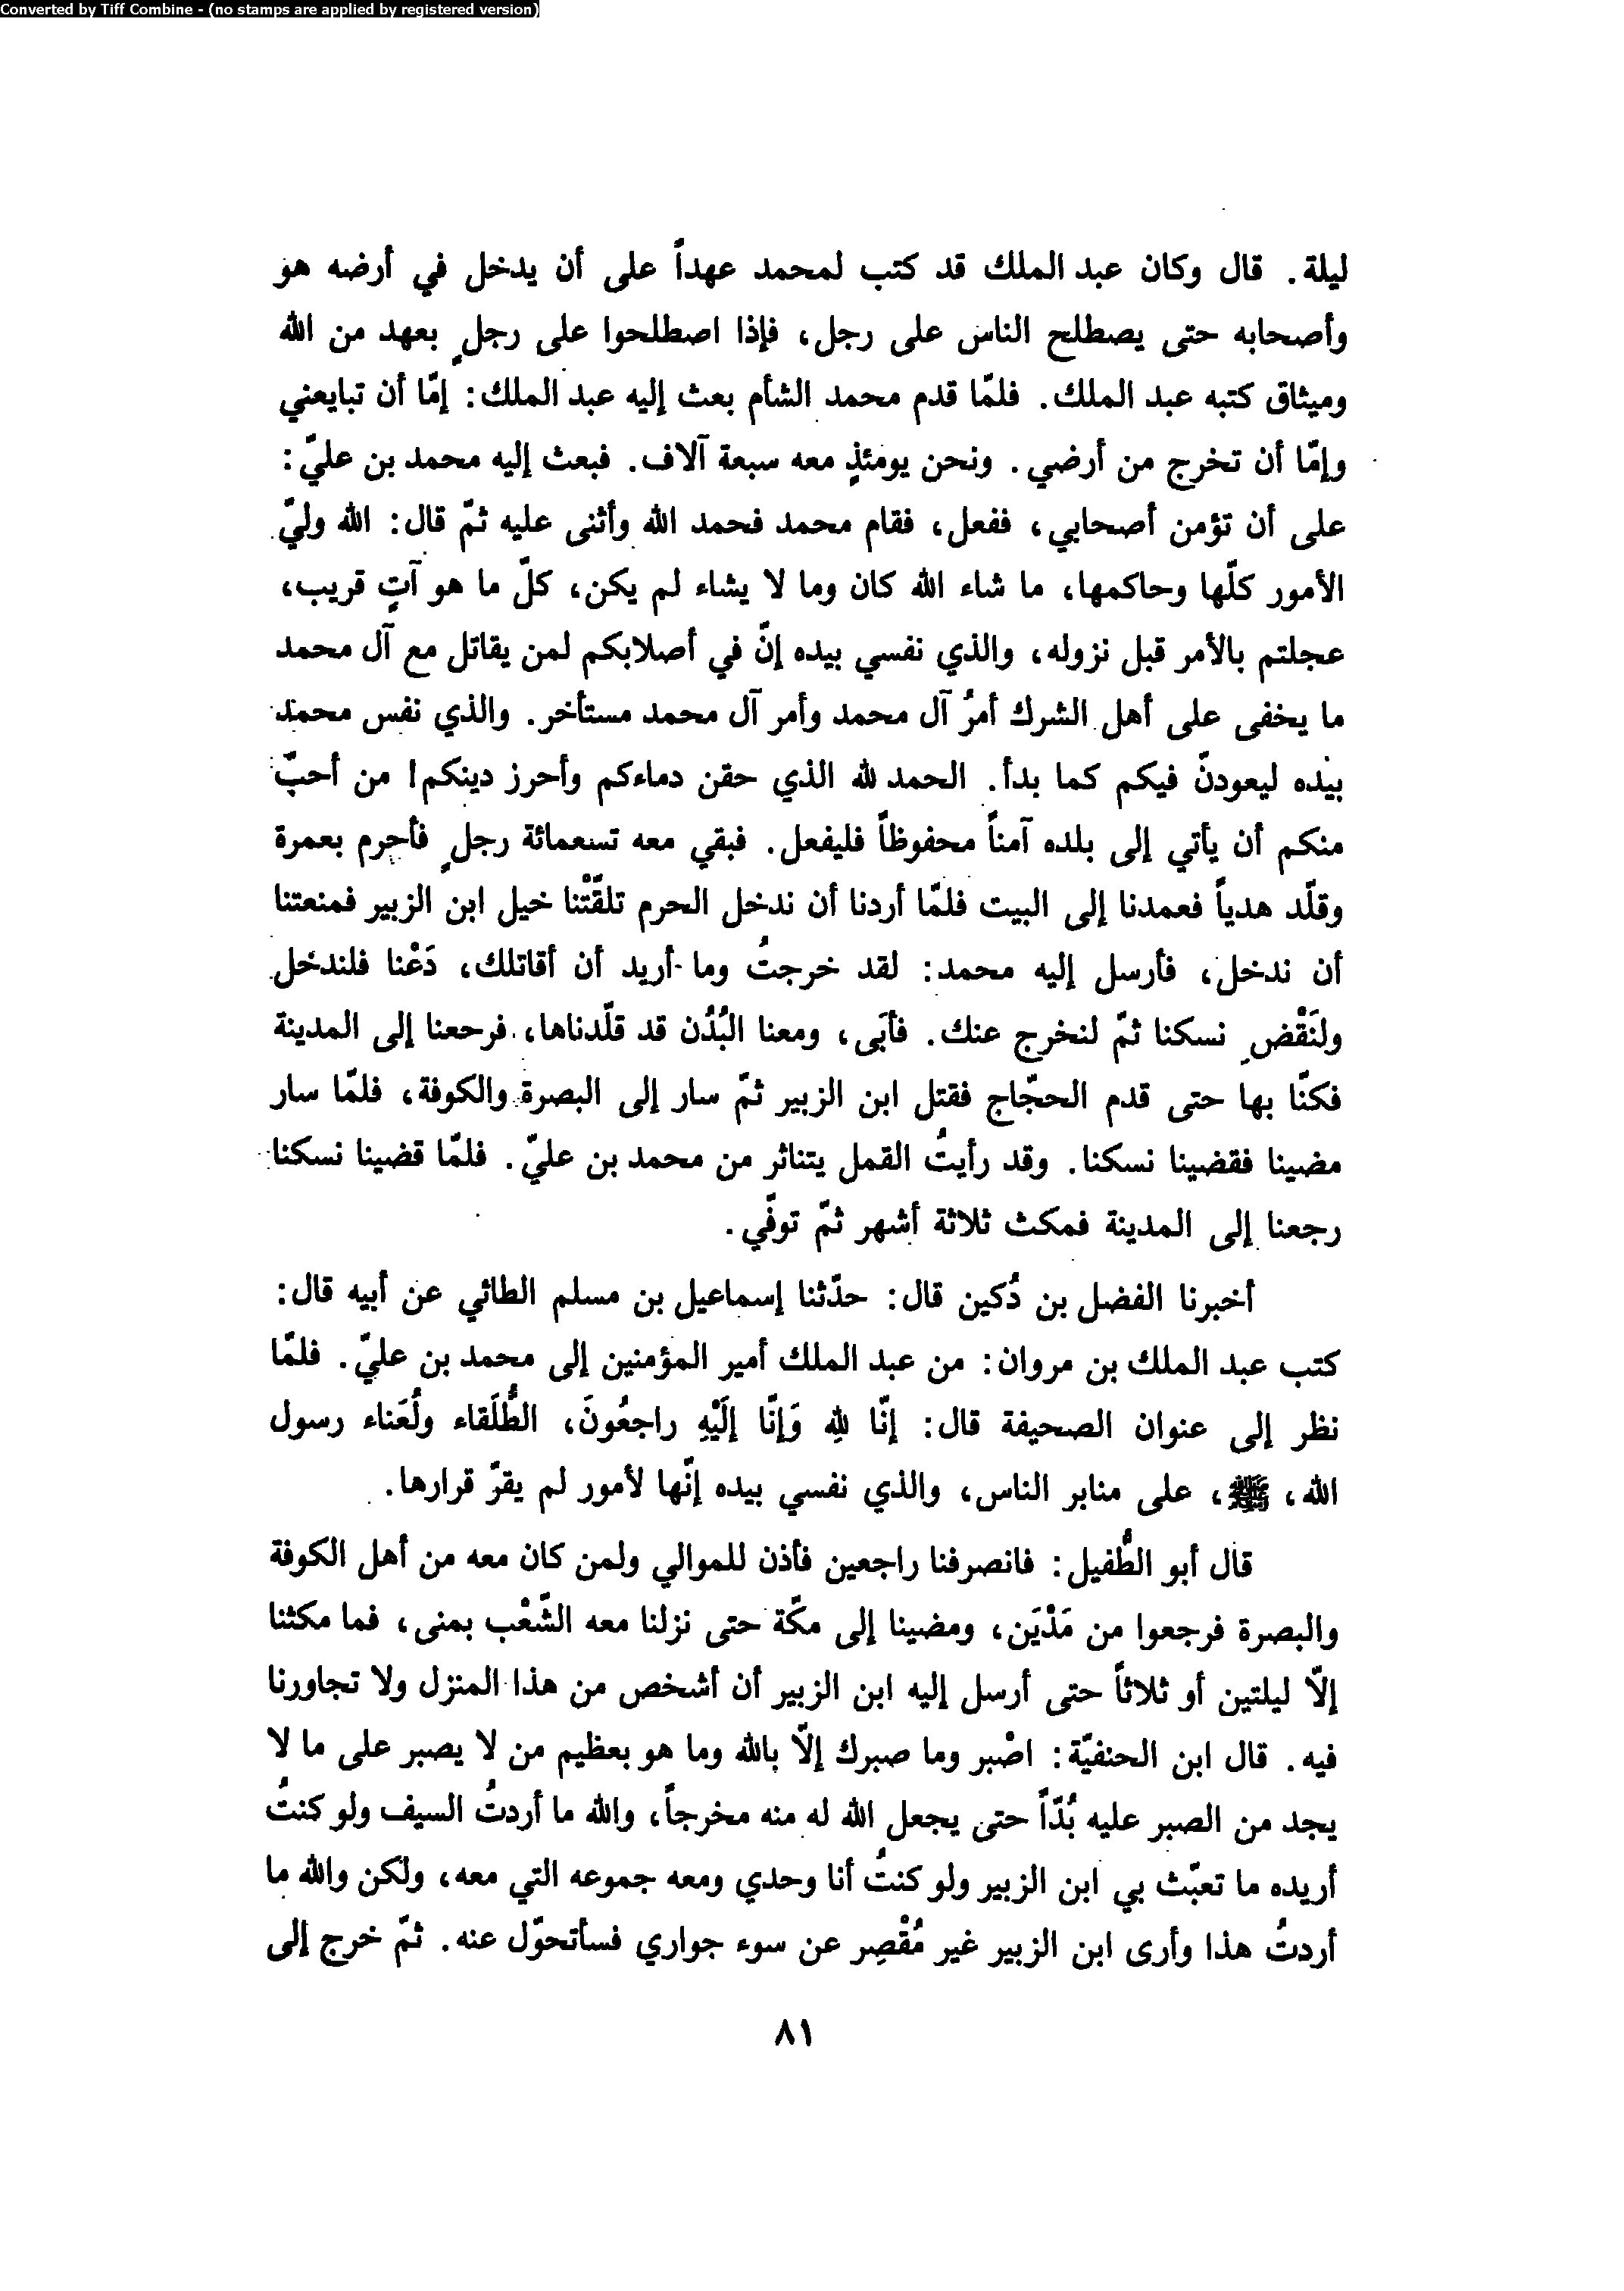 Converted by Tiff Combine - (no stamps are applied by registered version)
ليلة. قال وكان عبد الملك قد كتب لمحمد عهداً على أن يدخل في أرضه هو
وأصحابه حتى يصطلح الناس على رجل، فإذا اصطلحوا على رجلٍ بعهد من الله
وميثاق كتبه عبد الملك. فلمّا قدم محمد الشأم بعث إليه عبد الملك: إمّا أن تبايعني
وإمّا أن تخرج من أرضي. ونحن يومئذٍ معه سبعة آلاف. فبعث إليه محمد بن عليّ:
على أن تؤمن أصحابي، ففعل، فقام محمد فحمد الله وأثنى عليه ثمّ قال: الله وليّ
الأمور كلّها وحاكمها، ما شاء الله كان وما لا يشاء لم يكن، كلّ ما هو آتٍ قريب،
عجلتم بالأمر قبل نزوله، والذي نفسي بيده إنّ في أصلابكم لمن يقاتل مع آل محمد
ما يخفى على أهل الشرك أمرُ آل محمد وأمر آل محمد مستأخر. والذي نفس محمد
بيده ليعودنّ فيكم كما بدأ. الحمد لله الذي حقن دماءكم وأحرز دينكم! من أحبّ
منكم أن يأتي إلى بلده آمناً محفوظاً فليفعل. فبقي معه تسعمائة رجلٍ فأحرم بعمرة
وقلّد هدياً فعمدنا إلى البيت فلمّا أردنا أن ندخل الحرم تلقّتْنا خيل ابن الزبير فمنعتنا
أن ندخل، فأرسل إليه محمد: لقد خرجتُ وما أريد أن أقاتلك، دَعْنا فلندخل
ولنَقْضِ نسكنا ثمّ لنخرج عنك. فأبَى، ومعنا البُدُن قد قلّدناها، فرجعنا إلى المدينة
فكنّا بها حتى قدم الحجّاج فقتل ابن الزبير ثمّ سار إلى البصرة والكوفة، فلمّا سار
مضينا فقضينا نسكنا. وقد رأيتُ القمل يتناثر من محمد بن عليّ. فلمّا قضينا نسكنا
رجعنا إلى المدينة فمكث ثلاثة أشهر ثمّ توفّي.
أخبرنا الفضل بن دُكين قال: حدّثنا إسماعيل بن مسلم الطائي عن أبيه قال:
كتب عبد الملك بن مروان: من عبد الملك أمير المؤمنين إلى محمد بن عليّ. فلمّا
نظر إلى عنوان الصحيفة قال: إنّا لِلهِ وَإنّا إلَيْهِ راجعُونَ، الطُّلَقاء ولُعَناء رسول
الله، ﷺ، على منابر الناس، والذي نفسي بيده إنّها لأمور لم يقرّ قرارها.
قال أبو الطُّفيل: فانصرفنا راجعين فأذن للموالي ولمن كان معه من أهل الكوفة
والبصرة فرجعوا من مَدْيَن، ومضينا إلى مكّة حتى نزلنا معه الشّعْب بمنى، فما مكثنا
إلّا ليلتين أو ثلاثاً حتى أرسل إليه ابن الزبير أن أشخص من هذا المنزل ولا تجاورنا
فيه. قال ابن الحنفيّة: اصْبر وما صبرك إلّا بالله وما هو بعظيم من لا يصبر على ما لا
يجد من الصبر عليه بُدّاً حتى يجعل الله له منه مخرجاً، والله ما أردتُ السيف ولو كنتُ
أريده ما تعبّث بي ابن الزبير ولو كنتُ أنا وحدي ومعه جموعه التي معه، ولكن والله ما
أردتُ هذا وأرى ابن الزبير غير مُقْصِر عن سوء جواري فسأتحوّل عنه. ثمّ خرج إلى
٨١